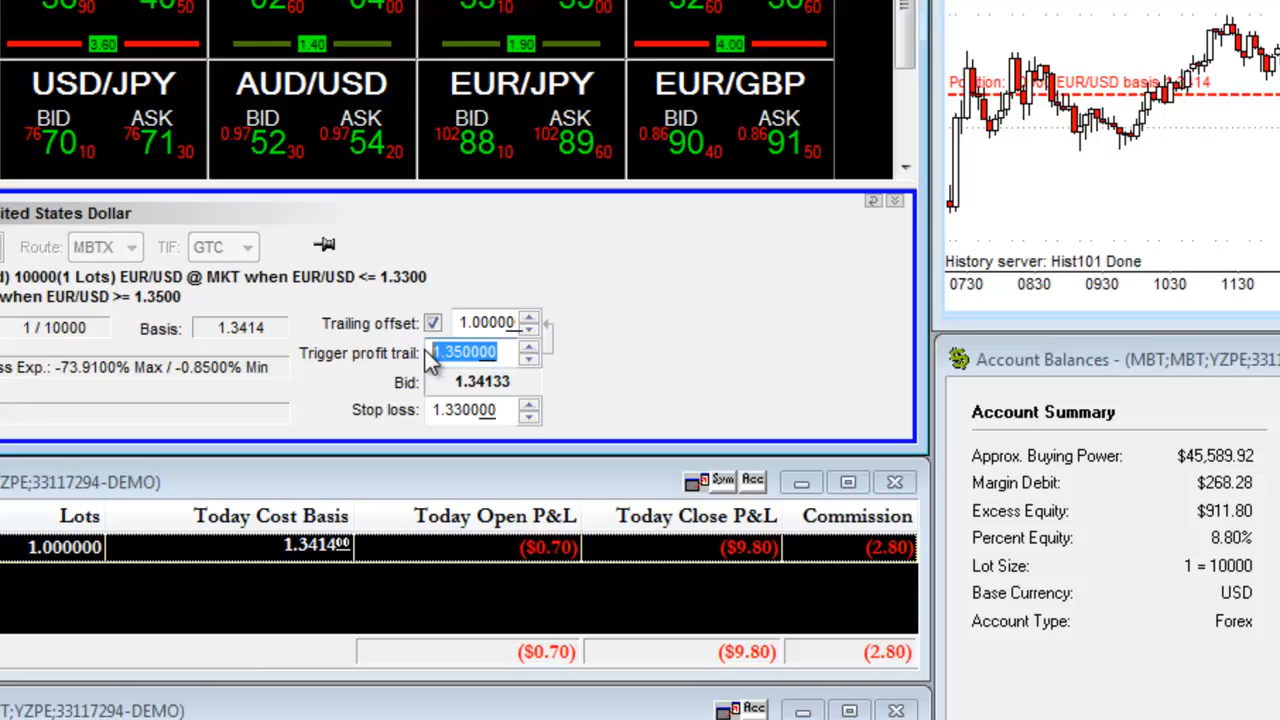 3.60 1.40 1.90 4.00
USD/JPY AUD/USD EUR/JPY EUR/GBP
BID ASK BID ASK BID ASK BID ASK
76 70 10 76 71 30 0.97 52 30 0.97 54 20 102 88 10 102 89 60 0.86 90 40 0.86 91 50
EUR/USD basis
ited States Dollar
Route: MBTX TIF: GTC
d) 10000(1 Lots) EUR/USD @ MKT when EUR/USD <= 1.3300
when EUR/USD >= 1.3500
1 / 10000 Basis: 1.3414
Trailing offset: 1.00000
Trigger profit trail: 1.350000
ss Exp.: -73.9100% Max / -0.8500% Min
Bid: 1.34133
Stop loss: 1.330000
History server: Hist101 Done
0730 0830 0930 1030 1130
Account Balances - (MBT;MBT;YZPE;3311
Account Summary
Approx. Buying Power: $45,589.92
Margin Debit: $268.28
Excess Equity: $911.80
Percent Equity: 8.80%
Lot Size: 1 = 10000
Base Currency: USD
Account Type: Forex
ZPE;33117294-DEMO)
Sym Acc
Lots Today Cost Basis Today Open P&L Today Close P&L Commission
1.000000 1.341400 ($0.70) ($9.80) (2.80)
($0.70) ($9.80) (2.80)
T;YZPE;33117294-DEMO)
Acc